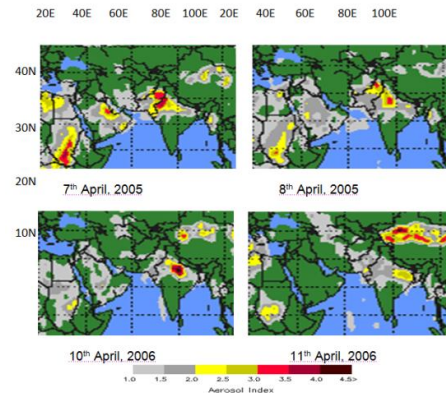 20E 40E 60E 80E 100E 20E 40E 60E 80E 100E
40N
30N
20N
7th April, 2005 8th April, 2005
10N
10th April, 2006 11th April, 2006
1.0 1.5 2.0 2.5 3.0 3.5 4.0 4.5>
Aerosol Index